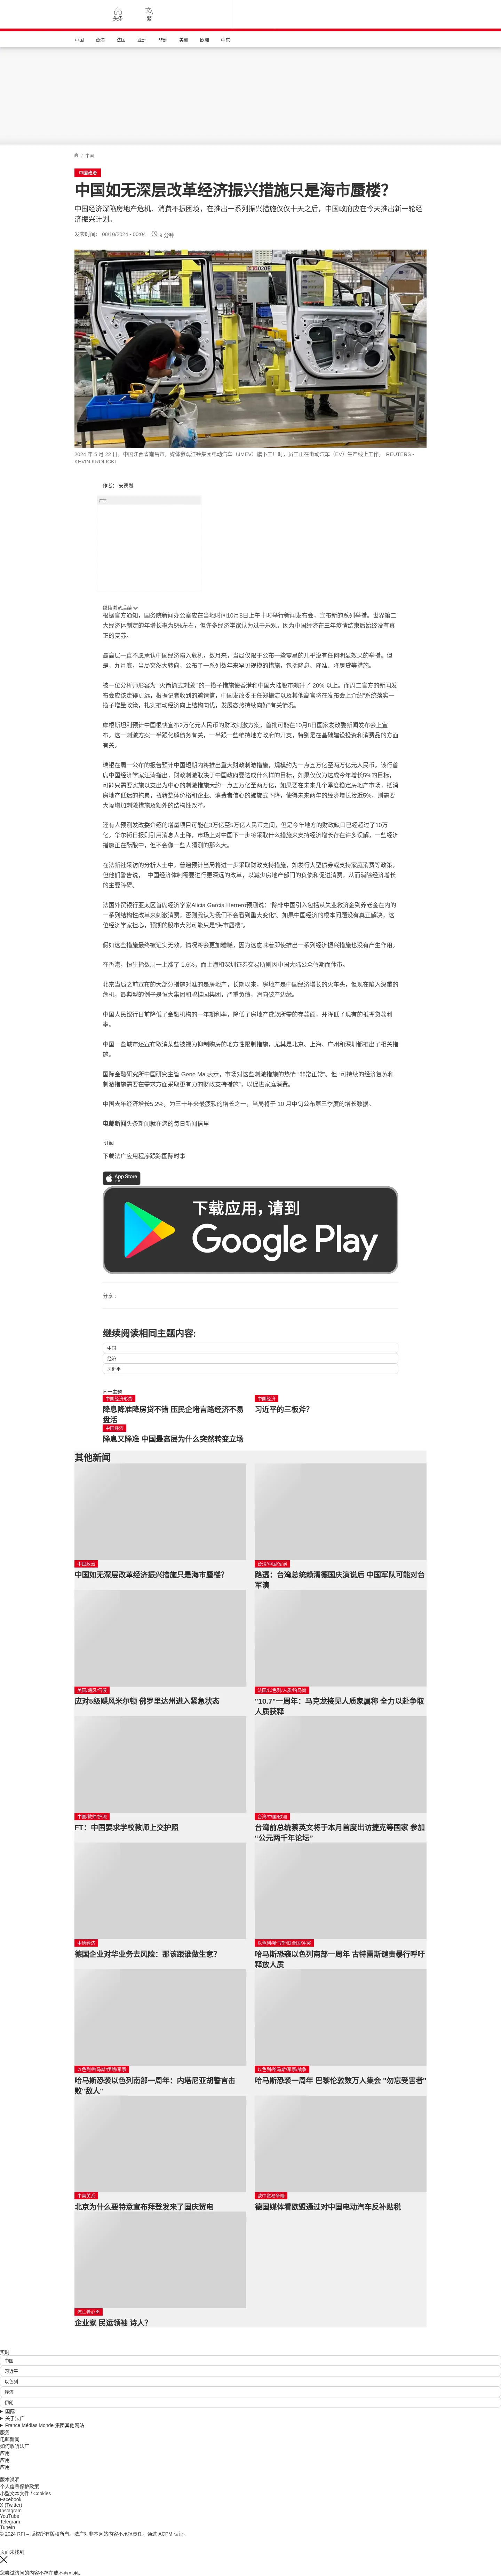 头条
繁
中国
台海
法国
亚洲
非洲
美洲
欧洲
中东
/ 法国
中国政治
中国如无深层改革经济振兴措施只是海市蜃楼？
中国经济深陷房地产危机、消费不振困境，在推出一系列振兴措施仅仅十天之后，中国政府应在今天推出新一轮经
济振兴计划。
发表时间： 08/10/2024 - 00:04
9 分钟
2024 年 5 月 22 日，中国江西省南昌市，媒体参观江铃集团电动汽车（JMEV）旗下工厂时，员工正在电动汽车（EV）生产线上工作。 REUTERS -
KEVIN KROLICKI
作者： 安德烈
广告
继续浏览后续
根据官方通知，国务院新闻办公室应在当地时间10月8日上午十时举行新闻发布会，宣布新的系列举措。世界第二
大经济体制定的年增长率为5%左右，但许多经济学家认为过于乐观，因为中国经济在三年疫情结束后始终没有真
正的复苏。
最高层一直不愿承认中国经济陷入危机，数月来，当局仅限于公布一些零星的几乎没有任何明显效果的举措。但
是，九月底，当局突然大转向，公布了一系列数年来罕见规模的措施，包括降息、降准、降房贷等措施。
被一位分析师形容为 “火箭筒式刺激 ”的一揽子措施使香港和中国大陆股市飙升了 20% 以上，而周二官方的新闻发
布会应该走得更远，根据记者收到的邀请信，中国发改委主任郑栅洁以及其他高官将在发布会上介绍“系统落实一
揽子增量政策，扎实推动经济向上结构向优，发展态势持续向好”有关情况。
摩根斯坦利预计中国很快宣布2万亿元人民币的财政刺激方案，首批可能在10月8日国家发改委新闻发布会上宣
布。这一刺激方案一半跟化解债务有关，一半跟一些维持地方政府的开支，特别是在基础建设投资和消费品的方面
有关。
瑞银在周一公布的报告预计中国短期内将推出重大财政刺激措施，规模约为一点五万亿至两万亿元人民币。该行首
席中国经济学家汪涛指出，财政刺激取决于中国政府要达成什么样的目标，如果仅仅为达成今年增长5%的目标，
可能只需要实施以支出为中心的刺激措施大约一点五万亿至两万亿，如果要在未来几个季度稳定房地产市场，抵消
房地产低迷的拖累，扭转整体价格和企业、消费者信心的螺旋式下降，使得未来两年的经济增长接近5%，则需要
大幅增加刺激措施及额外的结构性改革。
还有人预测发改委介绍的增量项目可能在3万亿至5万亿人民币之间，但是今年地方的财政缺口已经超过了10万
亿。华尔街日报则引用消息人士称，市场上对中国下一步将采取什么措施来支持经济增长存在许多误解，一些经济
措施正在酝酿中，但不会像一些人猜测的那么大。
在法新社采访的分析人士中，普遍预计当局将进一步采取财政支持措施，如发行大型债券或支持家庭消费等政策，
但他们警告说， 中国经济体制需要进行更深远的改革，以减少房地产部门的负债和促进消费，从而消除经济增长
的主要障碍。
法国外贸银行亚太区首席经济学家Alicia Garcia Herrero预测说：“除非中国引入包括从失业救济金到养老金在内的
一系列结构性改革来刺激消费，否则我认为我们不会看到重大变化”。如果中国经济的根本问题没有真正解决，这
位经济学家担心，预期的股市大涨可能只是“海市蜃楼”。
假如这些措施最终被证实无效，情况将会更加糟糕，因为这意味着即使推出一系列经济振兴措施也没有产生作用。
在香港，恒生指数周一上涨了 1.6%，而上海和深圳证券交易所则因中国大陆公众假期而休市。
北京当局之前宣布的大部分措施对准的是房地产，长期以来，房地产是中国经济增长的火车头，但现在陷入深重的
危机，最典型的例子是恒大集团和碧桂园集团，严重负债，滴向破产边缘。
中国人民银行日前降低了金融机构的一年期利率，降低了房地产贷款所需的存款额，并降低了现有的抵押贷款利
率。
中国一些城市还宣布取消某些被视为抑制购房的地方性限制措施，尤其是北京、上海、广州和深圳都推出了相关措
施。
国际金融研究所中国研究主管 Gene Ma 表示，市场对这些刺激措施的热情 “非常正常”，但 “可持续的经济复苏和
刺激措施需要在需求方面采取更有力的财政支持措施”，以促进家庭消费。
中国去年经济增长5.2%，为三十年来最疲软的增长之一，当局将于 10 月中旬公布第三季度的增长数据。
电邮新闻头条新闻就在您的每日新闻信里
订阅
下载法广应用程序跟踪国际时事
App Store
下载
下载应用，请到
Google Play
分享 :
继续阅读相同主题内容:
中国
经济
习近平
同一主题
中国经济形势
降息降准降房贷不错 压民企堵言路经济不易
盘活
中国经济
习近平的三板斧？
中国经济
降息又降准 中国最高层为什么突然转变立场
其他新闻
中国政治
中国如无深层改革经济振兴措施只是海市蜃楼？
台湾/中国/军演
路透：台湾总统赖清德国庆演说后 中国军队可能对台
军演
美国/飓风/气候
应对5级飓风米尔顿 佛罗里达州进入紧急状态
法国/以色列/人质/哈马斯
"10.7"一周年：马克龙接见人质家属称 全力以赴争取
人质获释
中国/教师/护照
FT：中国要求学校教师上交护照
台湾/中国/欧洲
台湾前总统蔡英文将于本月首度出访捷克等国家 参加
“公元两千年论坛”
中德经济
德国企业对华业务去风险：那该跟谁做生意？
以色列/哈马斯/联合国/冲突
哈马斯恐袭以色列南部一周年 古特雷斯谴责暴行呼吁
释放人质
以色列/哈马斯/伊朗/军事
哈马斯恐袭以色列南部一周年：内塔尼亚胡誓言击
败"敌人"
以色列/哈马斯/军事/战争
哈马斯恐袭一周年 巴黎伦敦数万人集会 "勿忘受害者"
中美关系
北京为什么要特意宣布拜登发来了国庆贺电
欧中贸易争端
德国媒体看欧盟通过对中国电动汽车反补贴税
流亡者心声
企业家 民运领袖 诗人？
实时
中国
习近平
以色列
经济
伊朗
国际
关于法广
France Médias Monde 集团其他网站
服务
电邮新闻
如何收听法广
应用
应用
应用
版本说明
个人信息保护政策
小型文本文件 / Cookies
Facebook
X (Twitter)
Instagram
YouTube
Telegram
TuneIn
© 2024 RFI – 版权所有版权所有。法广对非本网站内容不承担责任。通过 ACPM 认证。
页面未找到
您尝试访问的内容不存在或不再可用。